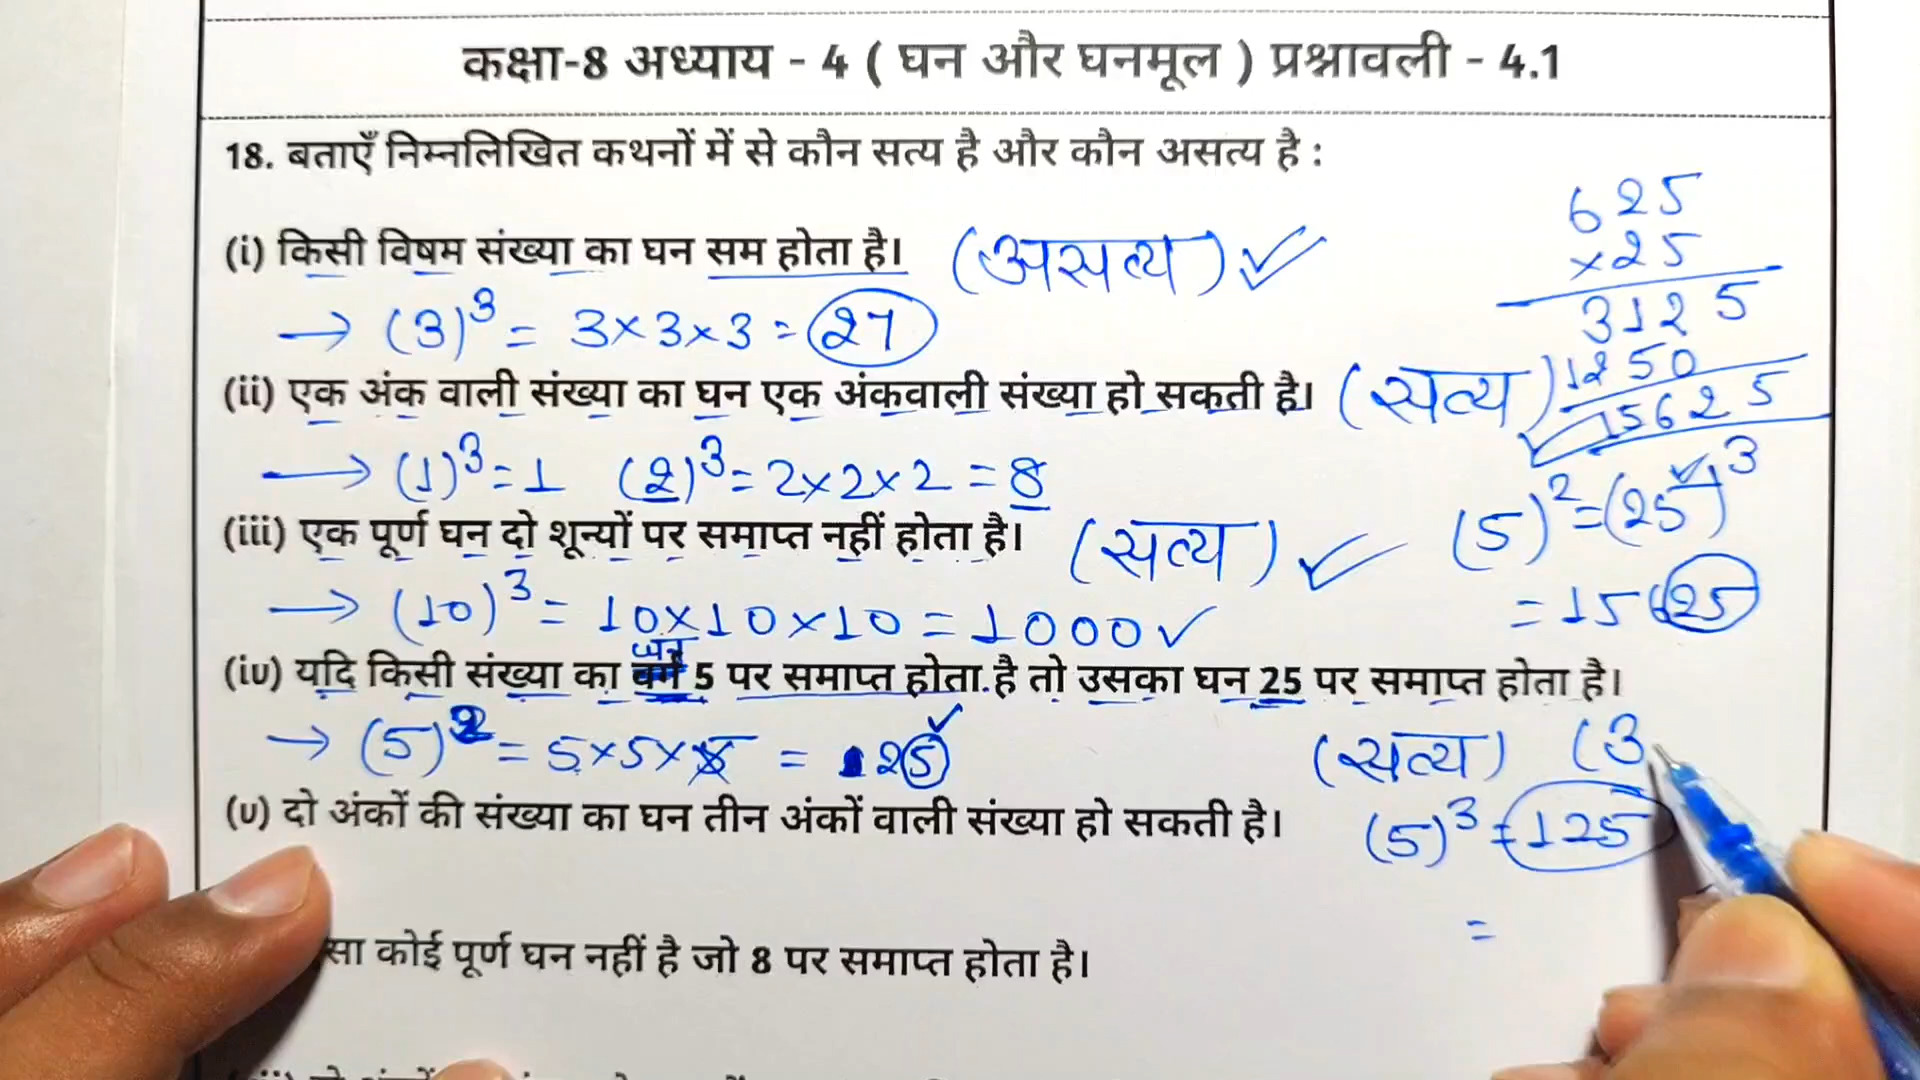 कक्षा-8 अध्याय - 4 ( घन और घनमूल ) प्रश्नावली - 4.1
18. बताएँ निम्नलिखित कथनों में से कौन सत्य है और कौन असत्य है :
(i) किसी विषम संख्या का घन सम होता है। (असत्य) ✓
→ (3)³ = 3×3×3 = 27
625
×25
3125
1250
15625
(ii) एक अंक वाली संख्या का घन एक अंकवाली संख्या हो सकती है। (सत्य) ✓
→ (1)³ = 1 (2)³ = 2×2×2 = 8
(5)² = (25)³
= 15625
(iii) एक पूर्ण घन दो शून्यों पर समाप्त नहीं होता है। (सत्य) ✓
→ (10)³ = 10×10×10 = 1000 ✓
घन
(iv) यदि किसी संख्या का वर्ग 5 पर समाप्त होता है तो उसका घन 25 पर समाप्त होता है।
→ (5)² = 5×5×5 = 25 ✓ (सत्य) (3
(v) दो अंकों की संख्या का घन तीन अंकों वाली संख्या हो सकती है। (5)³ = 125
=
सा कोई पूर्ण घन नहीं है जो 8 पर समाप्त होता है।